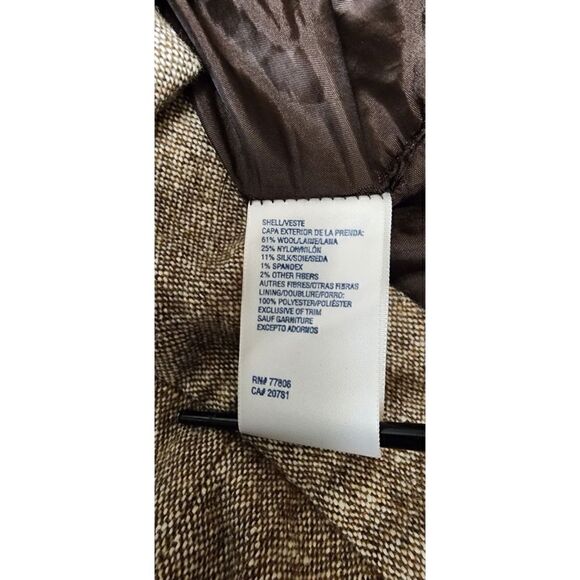 SHELL/VESTE
CAPA EXTERIOR DE LA PRENDA:
61% WOOL/LAINE/LANA
25% NYLON/NILÓN
11% SILK/SOIE/SEDA
1% SPANDEX
2% OTHER FIBERS
AUTRES FIBRES/OTRAS FIBRAS
LINING/DOUBLURE/FORRO:
100% POLYESTER/POLIÉSTER
EXCLUSIVE OF TRIM
SAUF GARNITURE
EXCEPTO ADORNOS
RN# 77806
CA# 20781